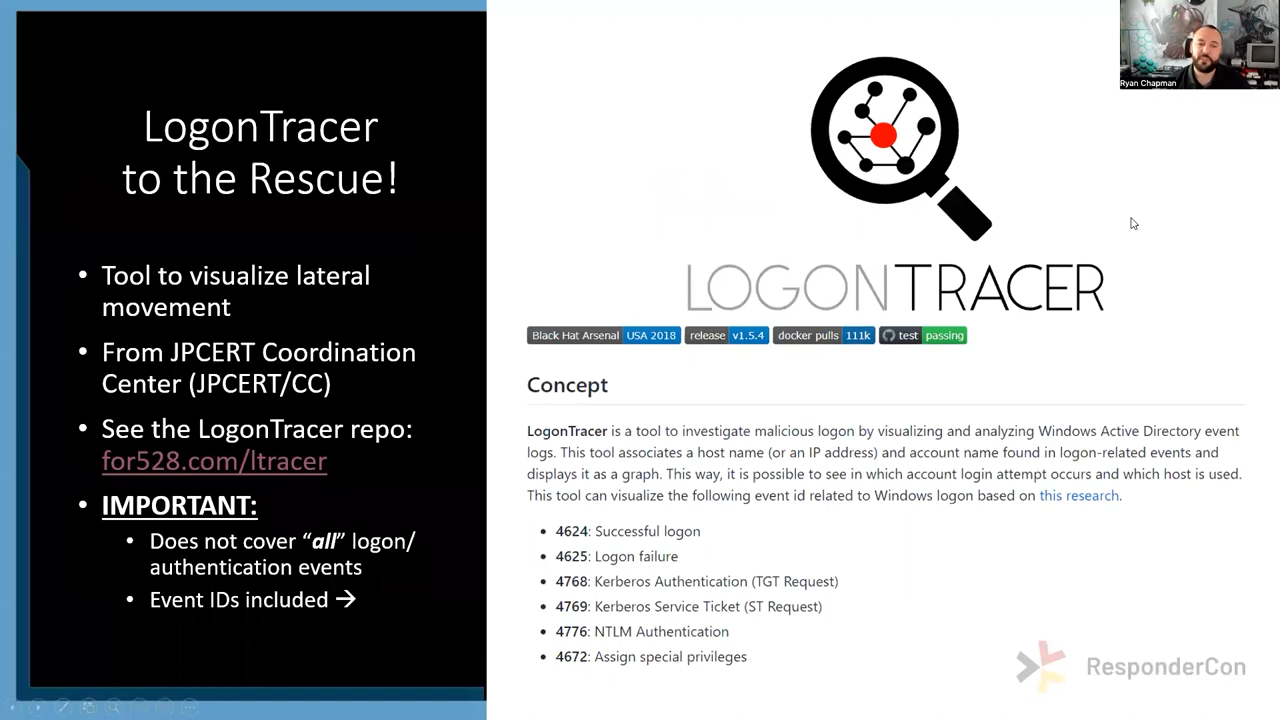 LogonTracer
to the Rescue!
• Tool to visualize lateral
movement
• From JPCERT Coordination
Center (JPCERT/CC)
• See the LogonTracer repo:
for528.com/ltracer
• IMPORTANT:
• Does not cover “all” logon/
authentication events
• Event IDs included →
Ryan Chapman
LOGONTRACER
Black Hat Arsenal USA 2018 release v1.5.4 docker pulls 111k test passing
Concept
LogonTracer is a tool to investigate malicious logon by visualizing and analyzing Windows Active Directory event
logs. This tool associates a host name (or an IP address) and account name found in logon-related events and
displays it as a graph. This way, it is possible to see in which account login attempt occurs and which host is used.
This tool can visualize the following event id related to Windows logon based on this research.
• 4624: Successful logon
• 4625: Logon failure
• 4768: Kerberos Authentication (TGT Request)
• 4769: Kerberos Service Ticket (ST Request)
• 4776: NTLM Authentication
• 4672: Assign special privileges
ResponderCon